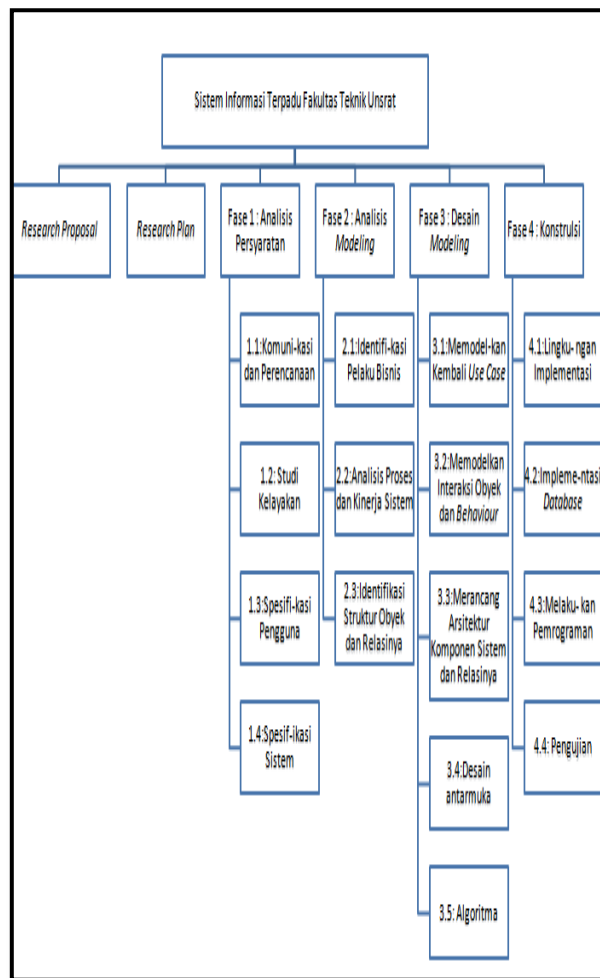 Sistem Informasi Terpadu Fakultas Teknik Unsrat
Research Proposal
Research Plan
Fase 1 : Analisis
Persyaratan
Fase 2 : Analisis
Modeling
Fase 3 : Desain
Modeling
Fase 4 : Konstrulsi
1.1:Komuni-kasi
dan Perencanaan
1.2: Studi
Kelayakan
1.3:Spesifi-kasi
Pengguna
1.4:Spesif-ikasi
Sistem
2.1:Identifi-kasi
Pelaku Bisnis
2.2:Analisis Proses
dan Kinerja Sistem
2.3:Identifikasi
Struktur Obyek
dan Relasinya
3.1:Memodel-kan
Kembali Use Case
3.2:Memodelkan
Interaksi Obyek
dan Behaviour
3.3:Merancang
Arsitektur
Komponen Sistem
dan Relasinya
3.4:Desain
antarmuka
3.5: Algoritma
4.1:Lingku- ngan
Implementasi
4.2:Impleme-ntasi
Database
4.3:Melaku- kan
Pemrograman
4.4: Pengujian